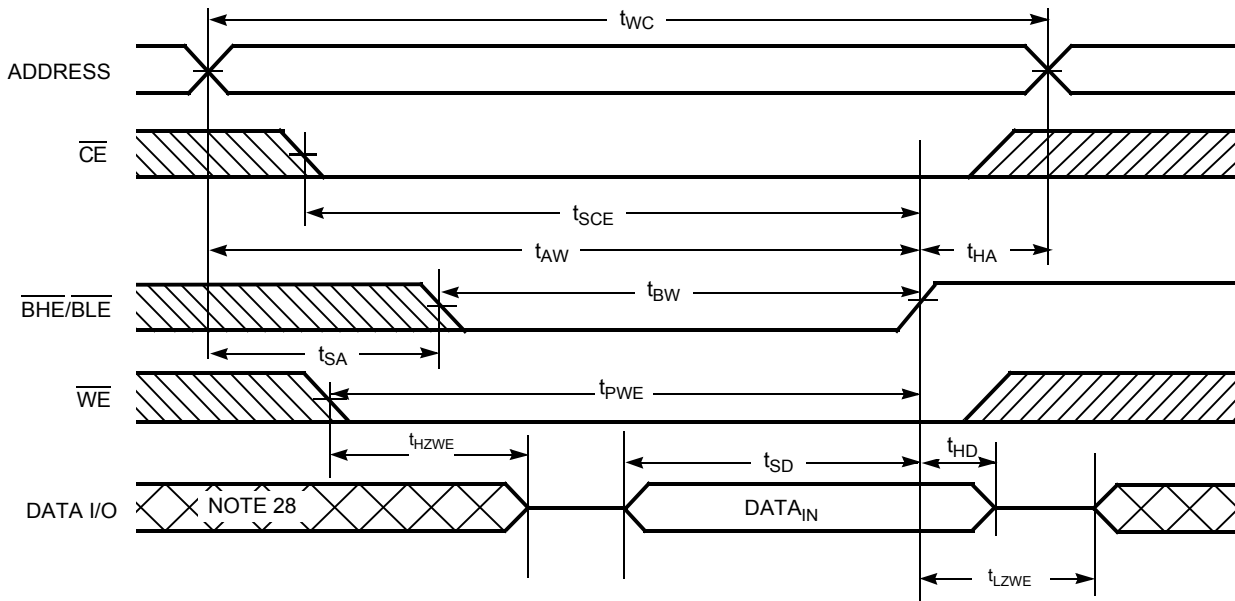 tWC
ADDRESS
CE
tSCE
tAW
tHA
BHE/BLE
tBW
tSA
WE
tPWE
tHZWE
tSD
tHD
DATA I/O
NOTE 28
DATAIN
tLZWE